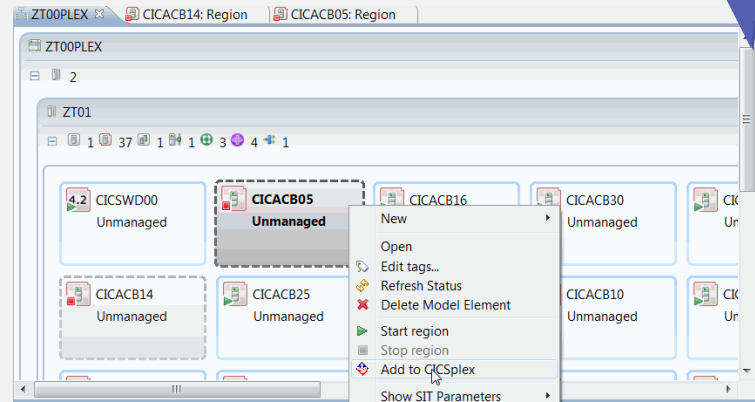 ZT00PLEX CICACB14: Region CICACB05: Region
ZT00PLEX
2
ZT01
1 37 1 1 3 4 1
4.2 CICSWD00 CICACB05 CICACB16 CICACB30
Unmanaged Unmanaged Unmanaged
CICACB14 CICACB25 CICACB10
Unmanaged Unmanaged Unmanaged
New
Open
Edit tags...
Refresh Status
Delete Model Element
Start region
Stop region
Add to CICSplex
Show SIT Parameters